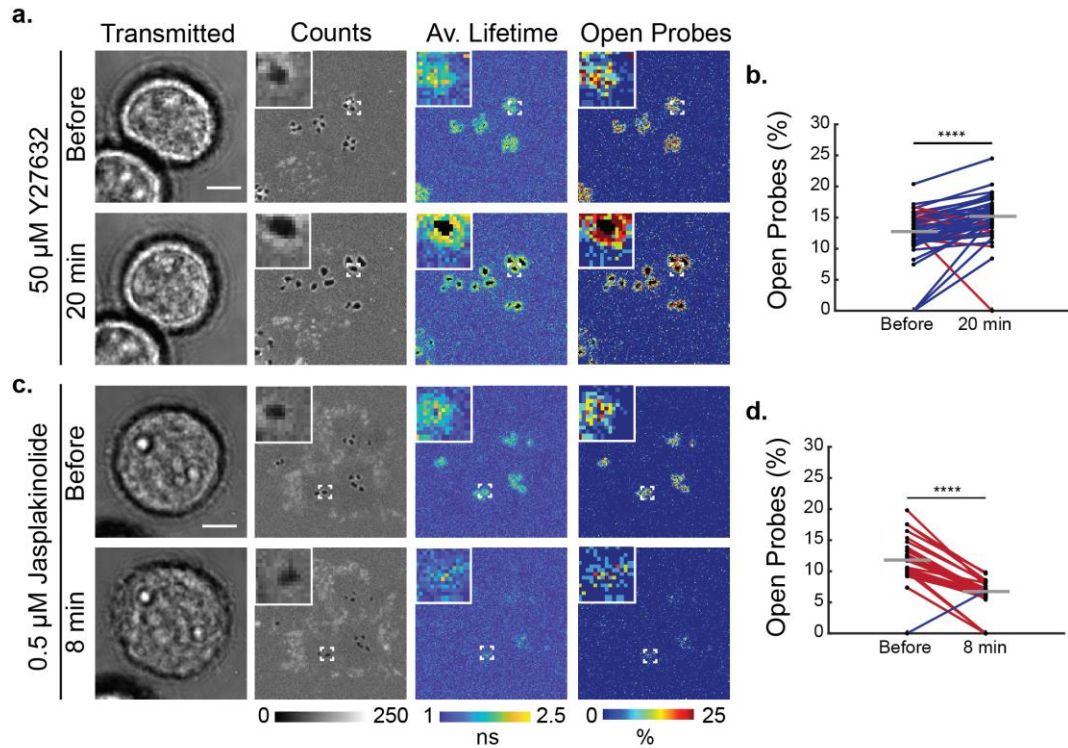 a.
Transmitted
Counts
Av. Lifetime
Open Probes
50 µM Y27632
Before
20 min
b.
Open Probes (%)
30
25
20
15
10
5
0
****
Before
20 min
c.
0.5 µM Jasplakinolide
Before
8 min
0
250
1
2.5
ns
0
25
%
d.
Open Probes (%)
30
25
20
15
10
5
0
****
Before
8 min